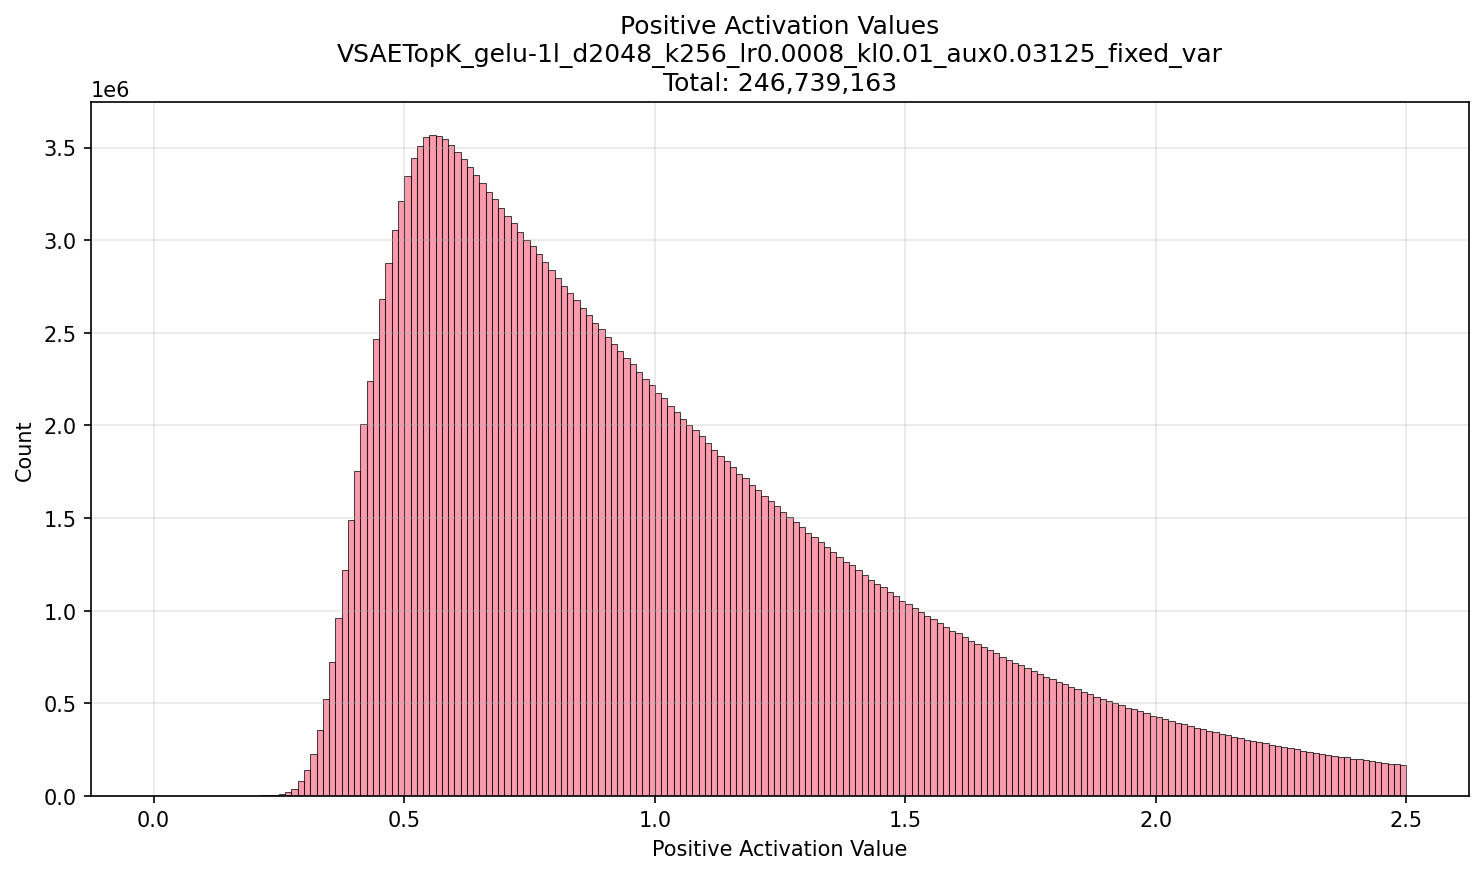 Positive Activation Values
VSAETopK_gelu-1l_d2048_k256_lr0.0008_kl0.01_aux0.03125_fixed_var
Total: 246,739,163
1e6
3.5
3.0
2.5
2.0
1.5
1.0
0.5
0.0
Count
0.0 0.5 1.0 1.5 2.0 2.5
Positive Activation Value